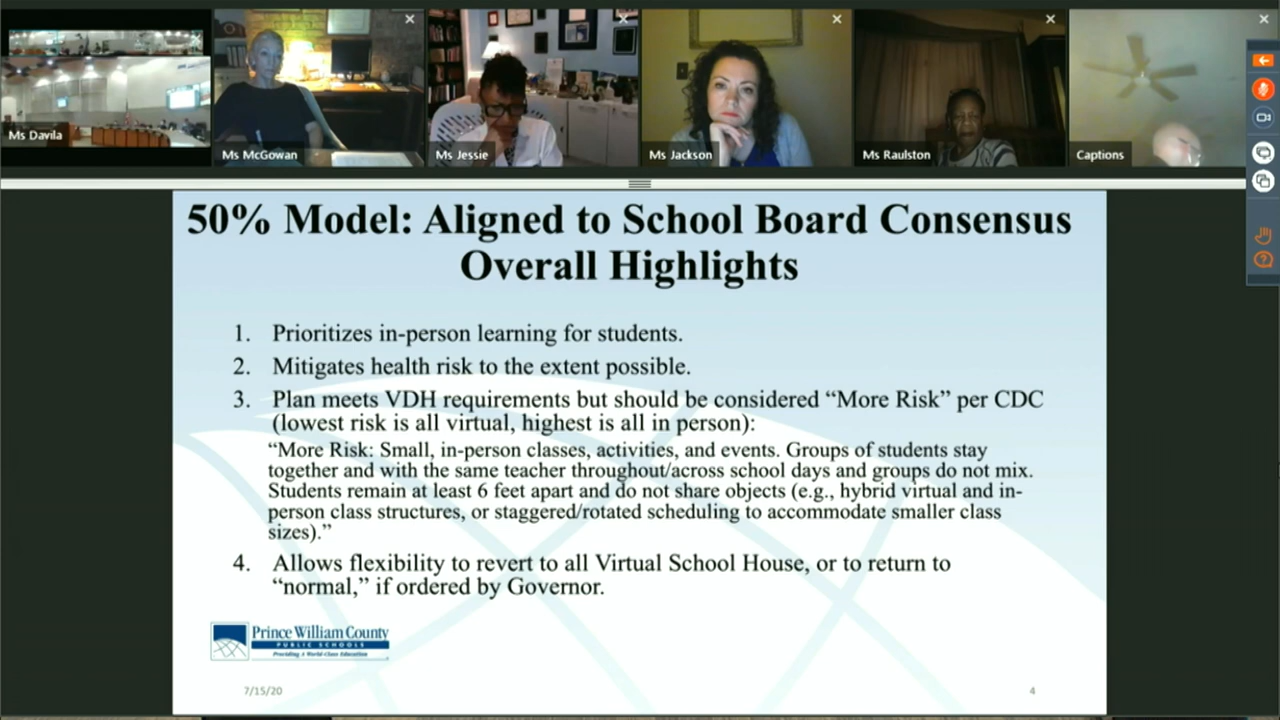 Ms Davila
Ms McGowan
Ms Jessie
Ms Jackson
Ms Raulston
Captions
50% Model: Aligned to School Board Consensus
Overall Highlights
1. Prioritizes in-person learning for students.
2. Mitigates health risk to the extent possible.
3. Plan meets VDH requirements but should be considered “More Risk” per CDC
(lowest risk is all virtual, highest is all in person):
“More Risk: Small, in-person classes, activities, and events. Groups of students stay
together and with the same teacher throughout/across school days and groups do not mix.
Students remain at least 6 feet apart and do not share objects (e.g., hybrid virtual and in-
person class structures, or staggered/rotated scheduling to accommodate smaller class
sizes).”
4. Allows flexibility to revert to all Virtual School House, or to return to
“normal,” if ordered by Governor.
Prince William County
PUBLIC SCHOOLS
Providing A World-Class Education
7/15/20
4